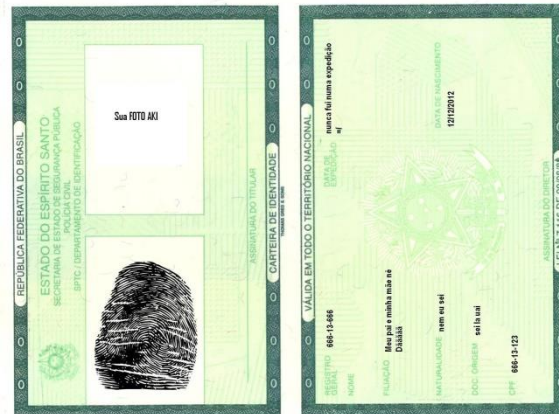 REPÚBLICA FEDERATIVA DO BRASIL
ESTADO DO ESPÍRITO SANTO
SECRETARIA DE ESTADO DE SEGURANÇA PÚBLICA
POLÍCIA CIVIL
SPTC / DEPARTAMENTO DE IDENTIFICAÇÃO
Sua FOTO AKI
ASSINATURA DO TITULAR
CARTEIRA DE IDENTIDADE
VÁLIDA EM TODO O TERRITÓRIO NACIONAL
REGISTRO GERAL 666-13-666
DATA DE EXPEDIÇÃO nunca fui numa expedição
=/
NOME
FILIAÇÃO Meu pai e minha mãe né
Dããããã
NATURALIDADE nem eu sei
DATA DE NASCIMENTO 12/12/2012
DOC. ORIGEM sei la uai
CPF 666-13-123
ASSINATURA DO DIRETOR